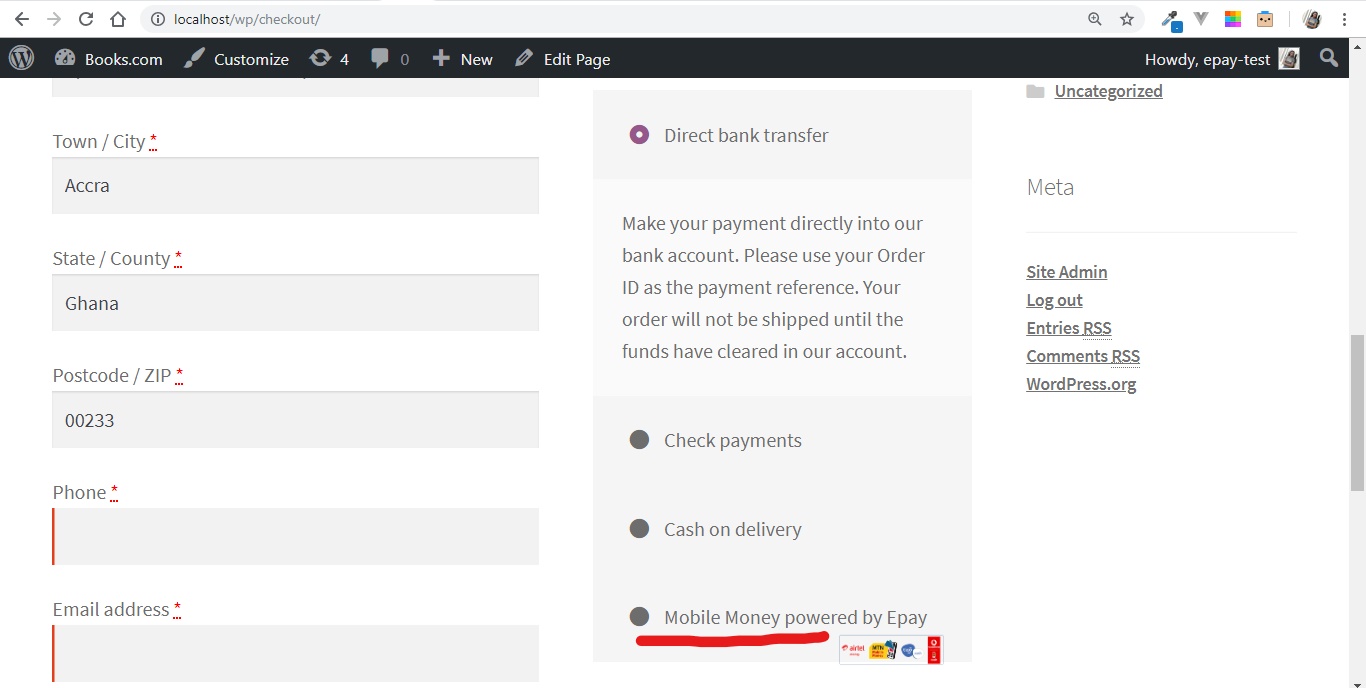 localhost/wp/checkout/
Books.com
Customize
4
0
New
Edit Page
Howdy, epay-test
Town / City *
Accra
State / County *
Ghana
Postcode / ZIP *
00233
Phone *
Email address *
Direct bank transfer
Make your payment directly into our
bank account. Please use your Order
ID as the payment reference. Your
order will not be shipped until the
funds have cleared in our account.
Check payments
Cash on delivery
Mobile Money powered by Epay
airtel
MTN
Uncategorized
Meta
Site Admin
Log out
Entries RSS
Comments RSS
WordPress.org